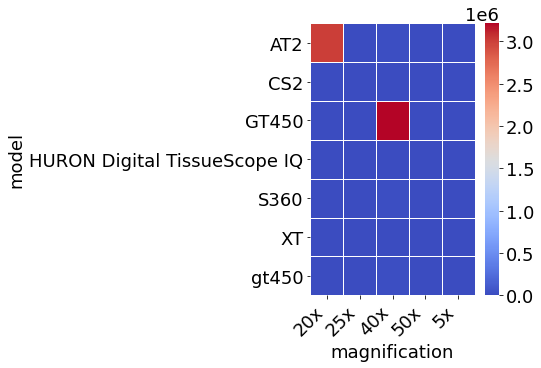 1e6
AT2
CS2
GT450
HURON Digital TissueScope IQ
S360
XT
gt450
model
20x
25x
40x
50x
5x
magnification
3.0
2.5
2.0
1.5
1.0
0.5
0.0